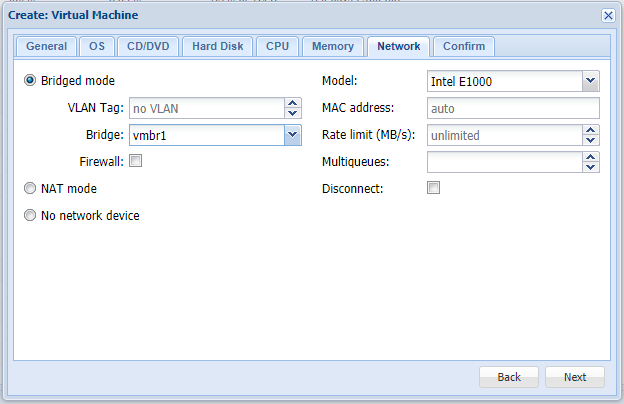 Create: Virtual Machine
General OS CD/DVD Hard Disk CPU Memory Network Confirm
Bridged mode Model: Intel E1000
VLAN Tag: no VLAN MAC address: auto
Bridge: vmbr1 Rate limit (MB/s): unlimited
Firewall: Multiqueues:
NAT mode Disconnect:
No network device
Back Next